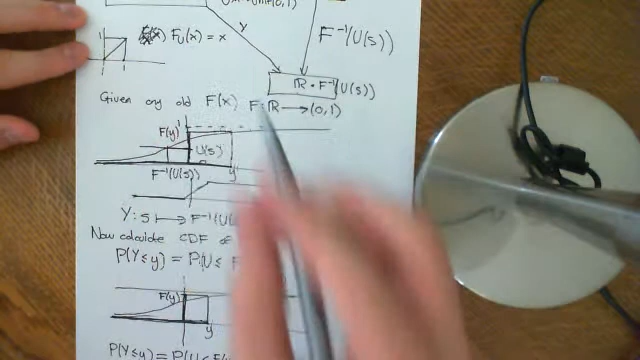 Y
F⁻¹(U(s))
F_U(x) = x
ℝ • F⁻¹(U(s))
Given any old F(x) F: ℝ → (0,1)
F(y)
U(s)
y
F⁻¹(U(s))
Y: s ↦ F⁻¹(U(
Now calculate CDF of
P(Y≤y) = P(U ≤ F
F(y)
y
P(Y≤y) = P(U≤F(